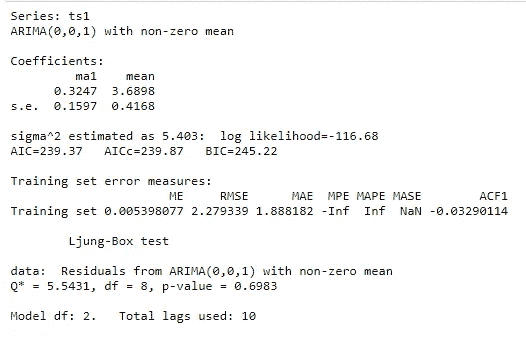 Series: ts1
ARIMA(0,0,1) with non-zero mean
Coefficients:
ma1 mean
0.3247 3.6898
s.e. 0.1597 0.4168
sigma^2 estimated as 5.403: log likelihood=-116.68
AIC=239.37 AICc=239.87 BIC=245.22
Training set error measures:
ME RMSE MAE MPE MAPE MASE ACF1
Training set 0.005398077 2.279339 1.888182 -Inf Inf NaN -0.03290114
Ljung-Box test
data: Residuals from ARIMA(0,0,1) with non-zero mean
Q* = 5.5431, df = 8, p-value = 0.6983
Model df: 2. Total lags used: 10